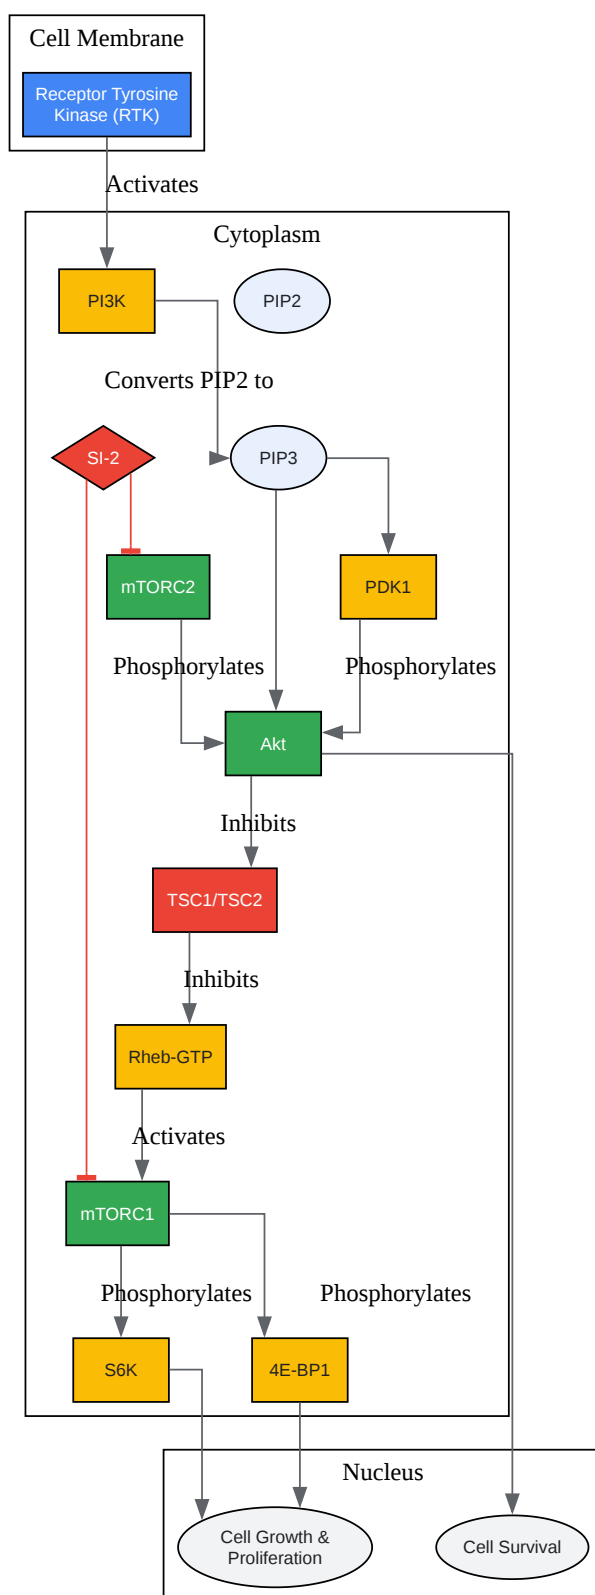 Cell Membrane
Receptor Tyrosine
Kinase (RTK)
Activates
Cytoplasm
PI3K
PIP2
Converts PIP2 to
SI-2
PIP3
mTORC2
PDK1
Phosphorylates
Phosphorylates
Akt
Inhibits
TSC1/TSC2
Inhibits
Rheb-GTP
Activates
mTORC1
Phosphorylates
Phosphorylates
S6K
4E-BP1
Nucleus
Cell Growth &
Proliferation
Cell Survival